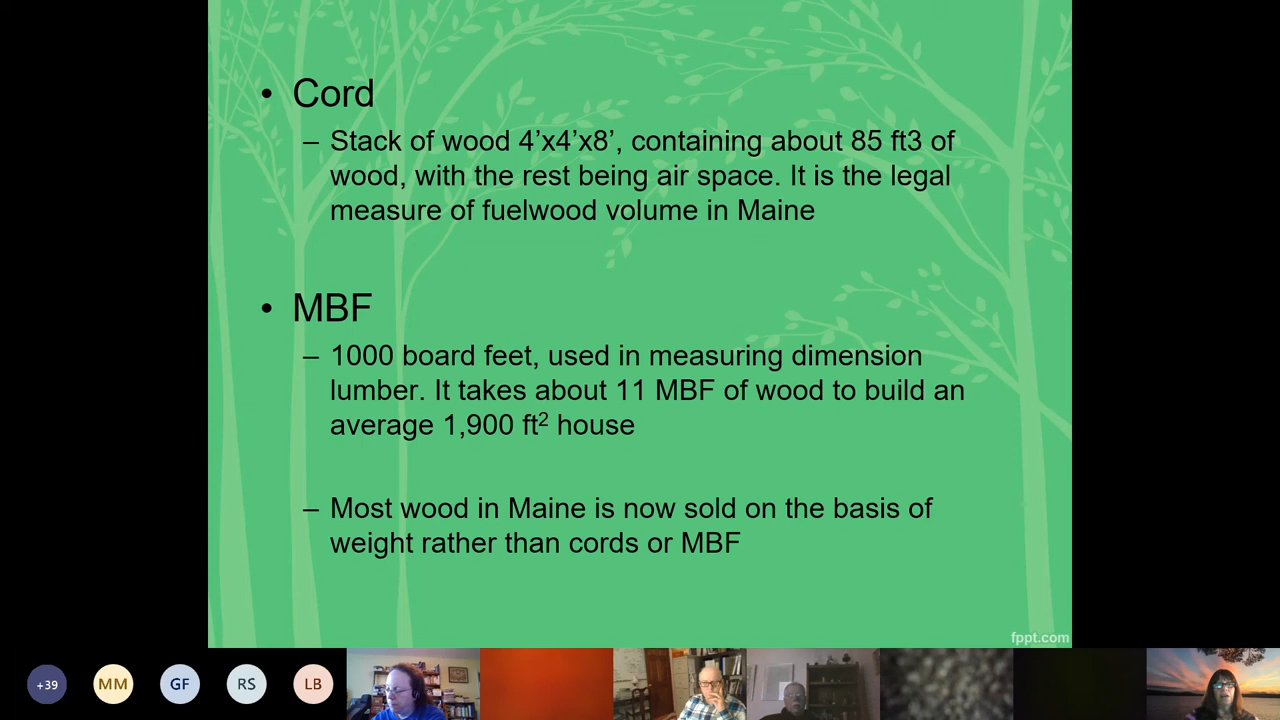 • Cord
– Stack of wood 4’x4’x8’, containing about 85 ft3 of
wood, with the rest being air space. It is the legal
measure of fuelwood volume in Maine
• MBF
– 1000 board feet, used in measuring dimension
lumber. It takes about 11 MBF of wood to build an
average 1,900 ft² house
– Most wood in Maine is now sold on the basis of
weight rather than cords or MBF
fppt.com
+39 MM GF RS LB